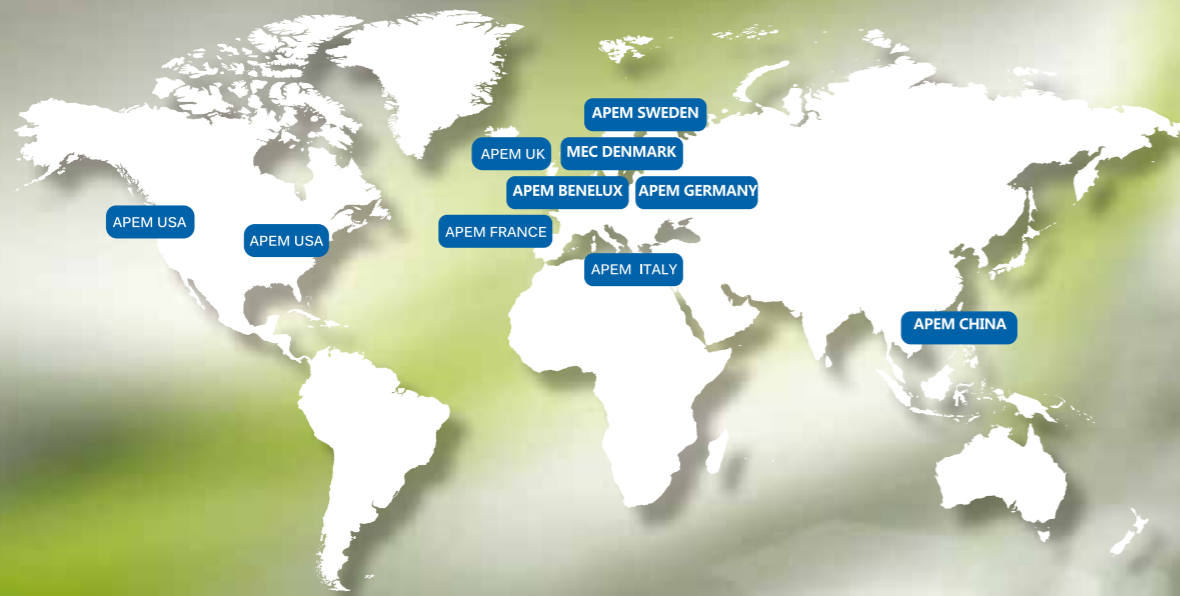 APEM SWEDEN
APEM UK
MEC DENMARK
APEM BENELUX
APEM GERMANY
APEM USA
APEM USA
APEM FRANCE
APEM ITALY
APEM CHINA